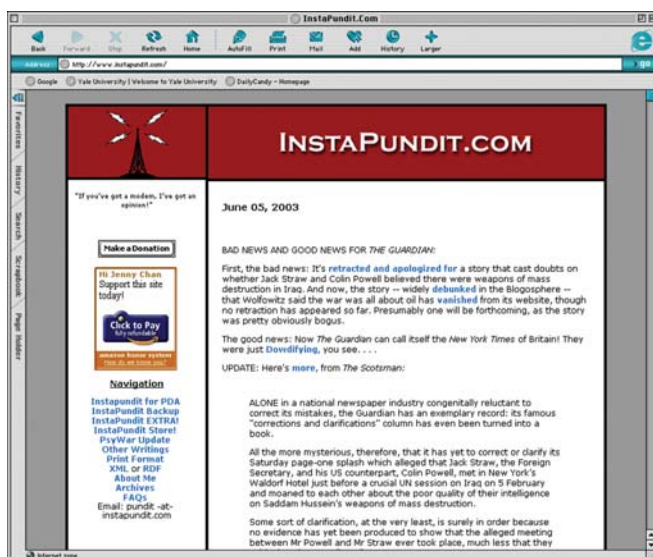 InstaPundit.Com
Back Forward Stop Refresh Home AutoFill Print Mail Add History Larger
Address http://www.instapundit.com/ go
Google Yale University | Welcome to Yale University DailyCandy - Homepage
Favorites
History
Search
Scrapbook
Page Holder
INSTAPUNDIT.COM
"If you've got a modem, I've got an
opinion!"
Make a Donation
Hi Jenny Chan
Support this site
today!
Click to Pay
fully refundable
amazon honor system
How do we know you?
Navigation
Instapundit for PDA
InstaPundit Backup
InstaPundit EXTRA!
InstaPundit Store!
PsyWar Update
Other Writings
Print Format
XML or RDF
About Me
Archives
FAQs
Email: pundit -at-
instapundit.com
June 05, 2003
BAD NEWS AND GOOD NEWS FOR THE GUARDIAN:
First, the bad news: It's retracted and apologized for a story that cast doubts on
whether Jack Straw and Colin Powell believed there were weapons of mass
destruction in Iraq. And now, the story -- widely debunked in the Blogosphere --
that Wolfowitz said the war was all about oil has vanished from its website, though
no retraction has appeared so far. Presumably one will be forthcoming, as the story
was pretty obviously bogus.
The good news: Now The Guardian can call itself the New York Times of Britain! They
were just Dowdifying, you see. . . .
UPDATE: Here's more, from The Scotsman:
ALONE in a national newspaper industry congenitally reluctant to
correct its mistakes, the Guardian has an exemplary record: its famous
"corrections and clarifications" column has even been turned into a
book.
All the more mysterious, therefore, that it has yet to correct or clarify its
Saturday page-one splash which alleged that Jack Straw, the Foreign
Secretary, and his US counterpart, Colin Powell, met in New York's
Waldorf Hotel just before a crucial UN session on Iraq on 5 February
and moaned to each other about the poor quality of their intelligence
on Saddam Hussein's weapons of mass destruction.
Some sort of clarification, at the very least, is surely in order because
no evidence has yet been produced to show that the alleged meeting
between Mr Powell and Mr Straw ever took place, much less that they
Internet zone